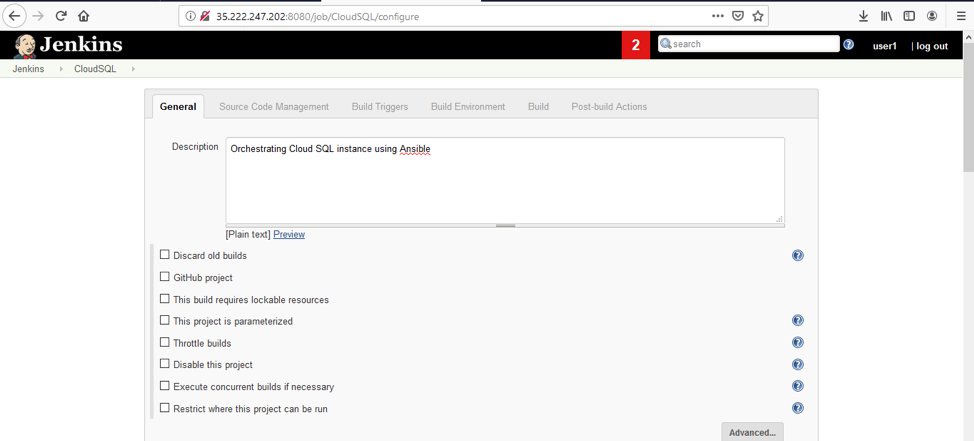 35.222.247.202:8080/job/CloudSQL/configure
Jenkins
2
search
user1
| log out
Jenkins
CloudSQL
General
Source Code Management
Build Triggers
Build Environment
Build
Post-build Actions
Description
Orchestrating Cloud SQL instance using Ansible
[Plain text] Preview
Discard old builds
GitHub project
This build requires lockable resources
This project is parameterized
Throttle builds
Disable this project
Execute concurrent builds if necessary
Restrict where this project can be run
Advanced...